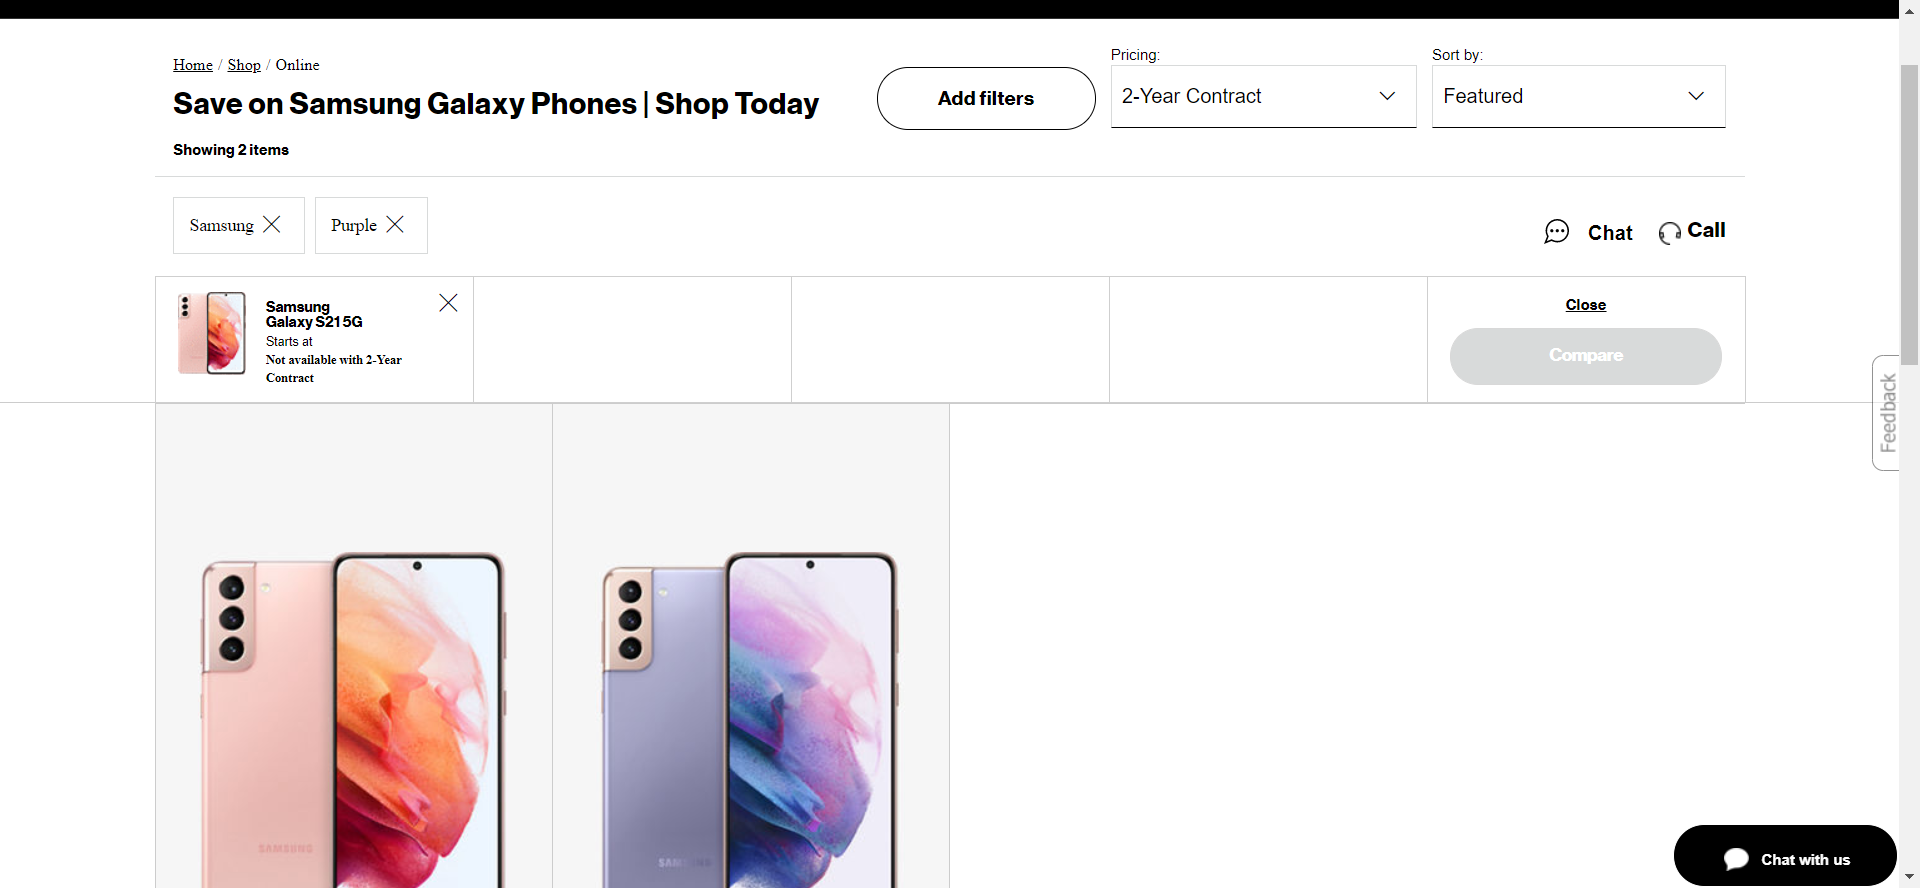 Home / Shop / Online
Save on Samsung Galaxy Phones | Shop Today
Showing 2 items
Add filters
Pricing:
2-Year Contract
Sort by:
Featured
Samsung
Purple
Chat
Call
Samsung
Galaxy S21 5G
Starts at
Not available with 2-Year
Contract
Close
Compare
Feedback
SAMSUNG
SAMSUNG
Chat with us